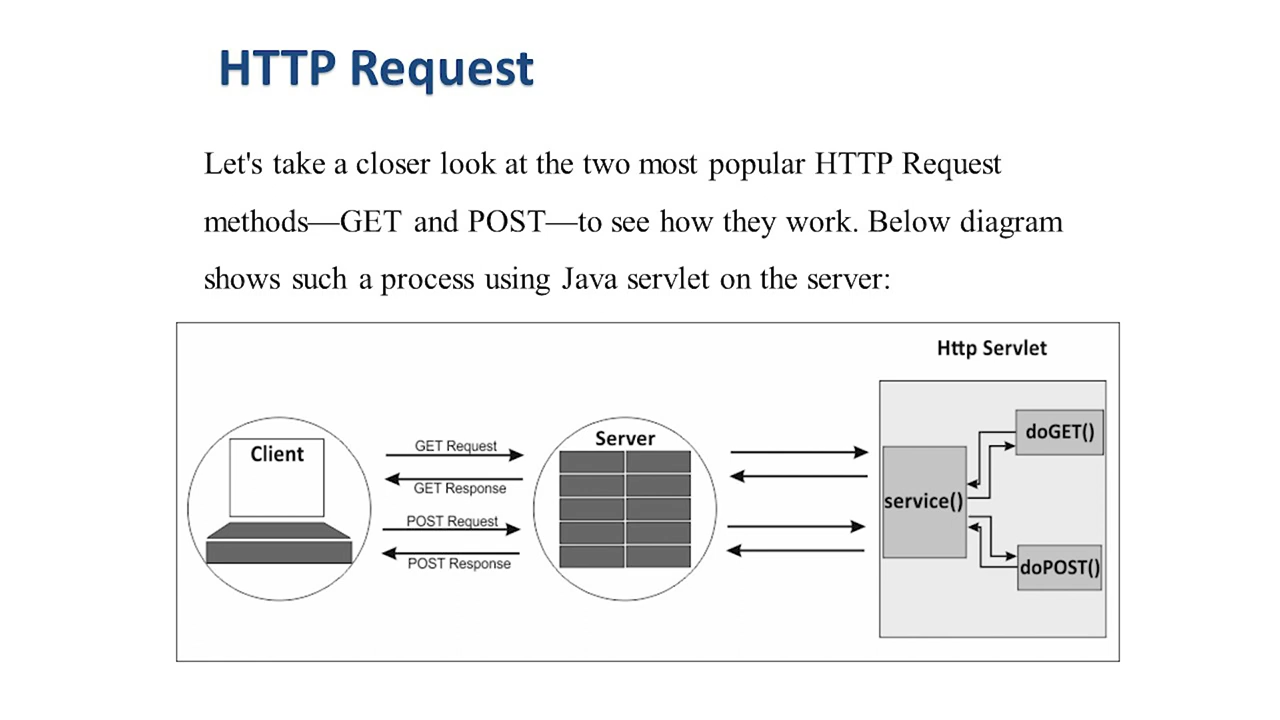 HTTP Request
Let's take a closer look at the two most popular HTTP Request
methods—GET and POST—to see how they work. Below diagram
shows such a process using Java servlet on the server:
Http Servlet
Client
GET Request
GET Response
POST Request
POST Response
Server
service()
doGET()
doPOST()